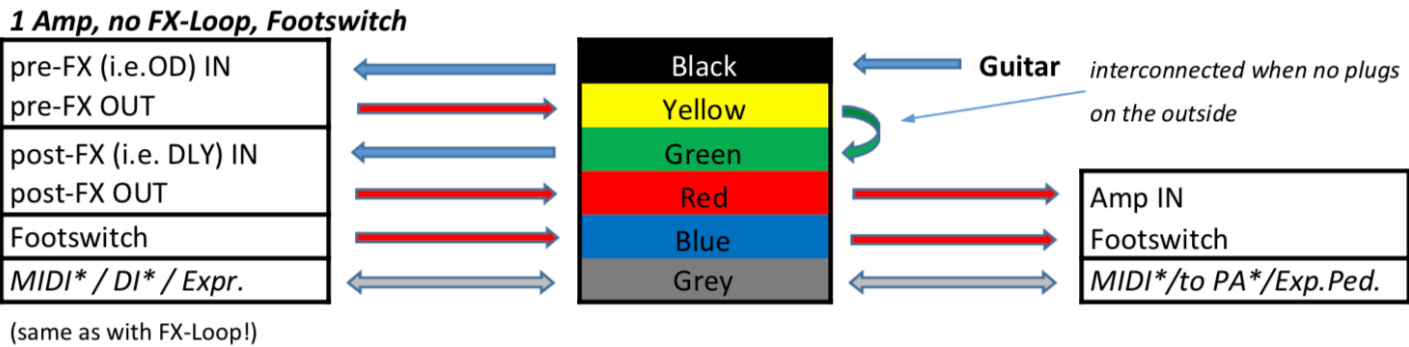 1 Amp, no FX-Loop, Footswitch
pre-FX (i.e.OD) IN
pre-FX OUT
post-FX (i.e. DLY) IN
post-FX OUT
Footswitch
MIDI* / DI* / Expr.
(same as with FX-Loop!)
Black
Yellow
Green
Red
Blue
Grey
Guitar
interconnected when no plugs
on the outside
Amp IN
Footswitch
MIDI*/to PA*/Exp.Ped.